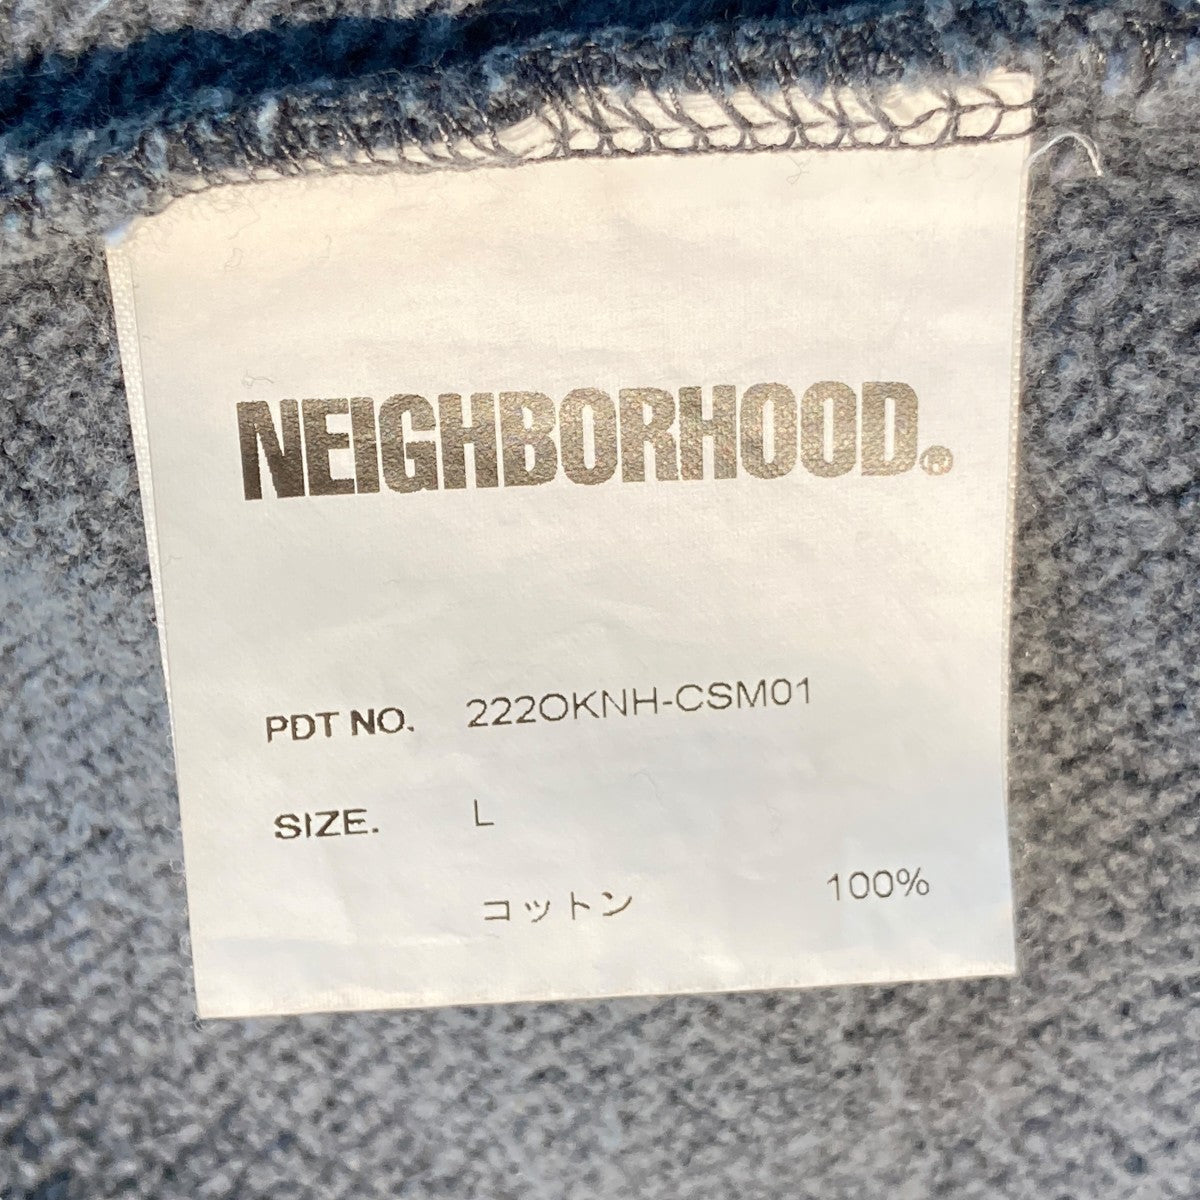 NEIGHBORHOOD.®
PDT NO. 222OKNH-CSM01
SIZE. L
コットン 100%